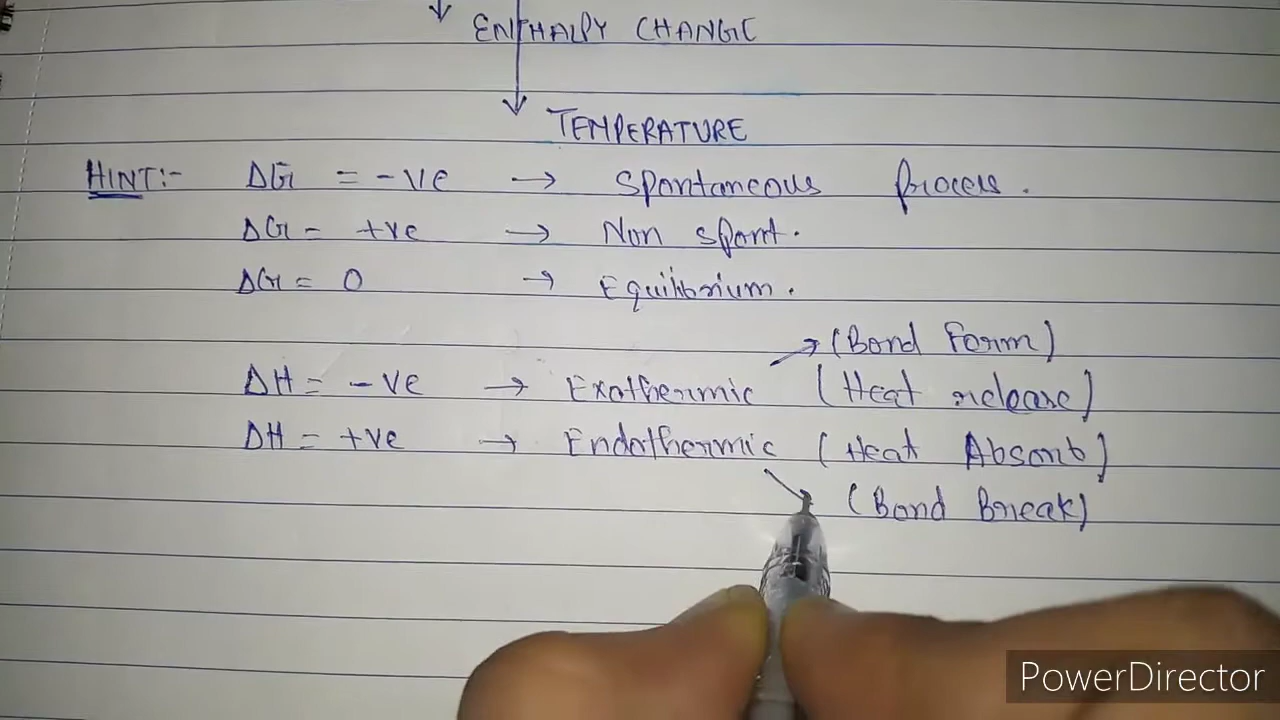 ENTHALPY CHANGE
TEMPERATURE
HINT:- ΔG = -ve → Spontaneous Process.
ΔG = +ve → Non spont.
ΔG = 0 → Equilibrium.
→ (Bond Form)
ΔH = -ve → Exothermic (Heat release)
ΔH = +ve → Endothermic (Heat Absorb)
(Bond Break)
PowerDirector